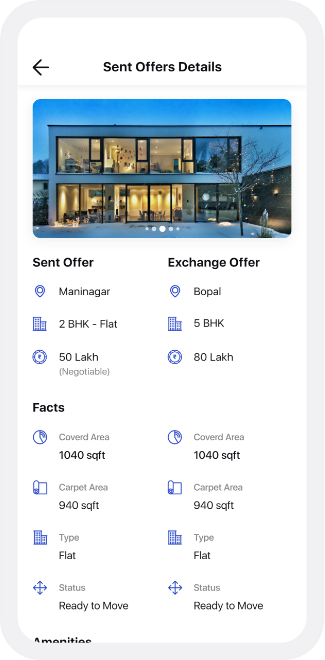 Sent Offers Details
Sent Offer
Exchange Offer
Maninagar
Bopal
2 BHK - Flat
5 BHK
50 Lakh
80 Lakh
(Negotiable)
Facts
Coverd Area
Coverd Area
1040 sqft
1040 sqft
Carpet Area
Carpet Area
940 sqft
940 sqft
Type
Type
Flat
Flat
Status
Status
Ready to Move
Ready to Move
Amenities